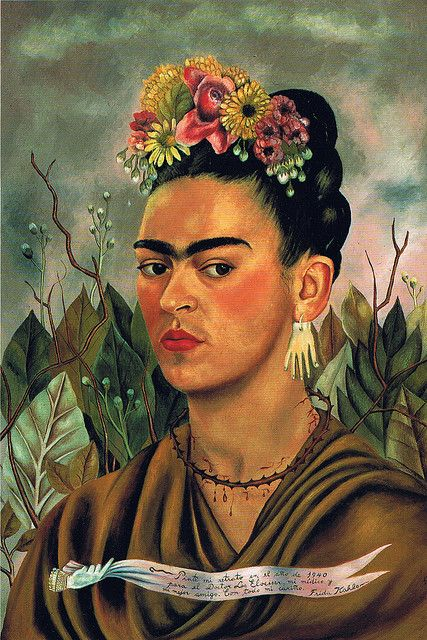 Pinté mi retrato en el año de 1940
para el Doctor Leo Eloesser, mi médico y
mi mejor amigo. Con todo mi cariño. Frida Kahlo.